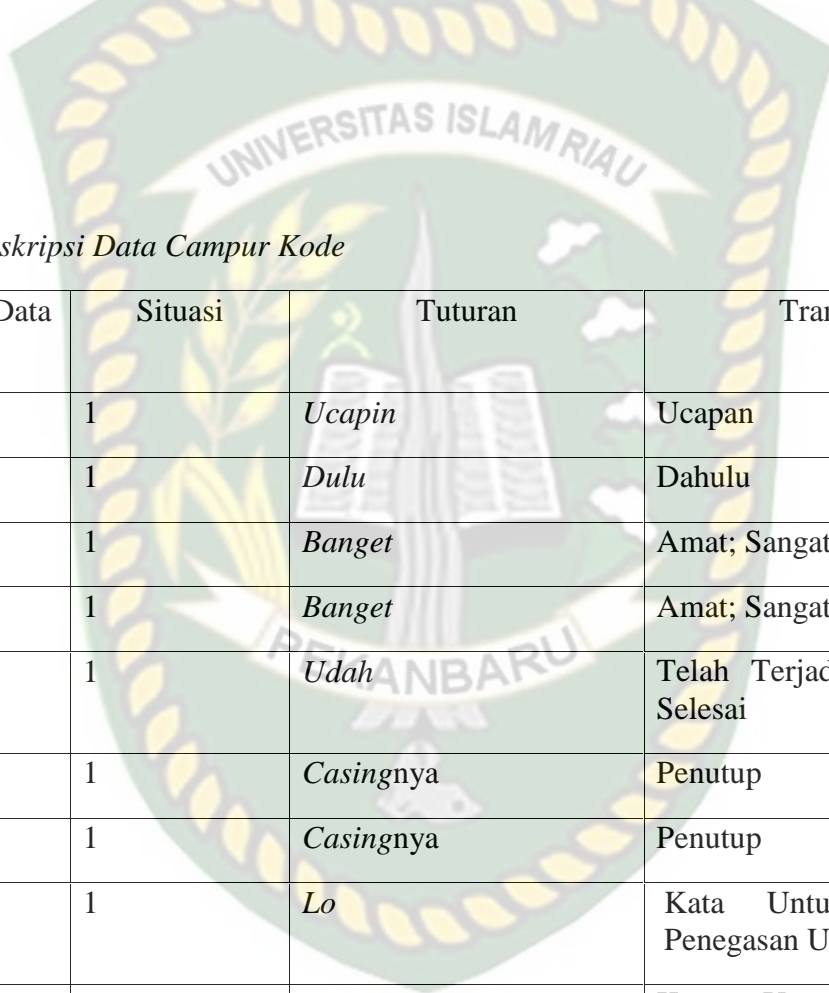 UNIVERSITAS ISLAM RIAU
skripsi Data Campur Kode
Data Situasi Tuturan Tran
1 Ucapin Ucapan
1 Dulu Dahulu
1 Banget Amat; Sangat
1 Banget Amat; Sangat
PEKANBARU
1 Udah Telah Terjad
Selesai
1 Casingnya Penutup
1 Casingnya Penutup
1 Lo Kata Untu
Penegasan U